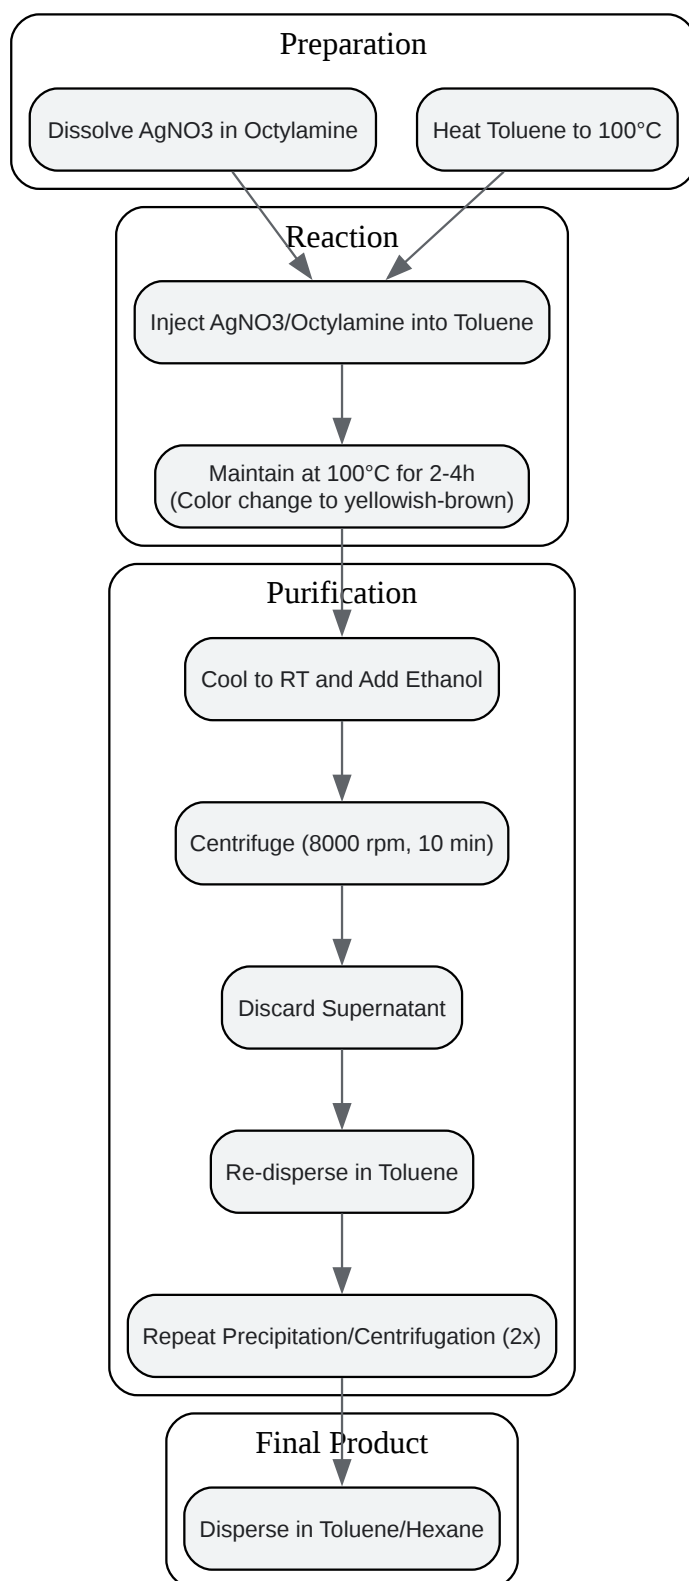 Preparation
Dissolve AgNO3 in Octylamine
Heat Toluene to 100°C
Reaction
Inject AgNO3/Octylamine into Toluene
Maintain at 100°C for 2-4h
(Color change to yellowish-brown)
Purification
Cool to RT and Add Ethanol
Centrifuge (8000 rpm, 10 min)
Discard Supernatant
Re-disperse in Toluene
Repeat Precipitation/Centrifugation (2x)
Final Product
Disperse in Toluene/Hexane